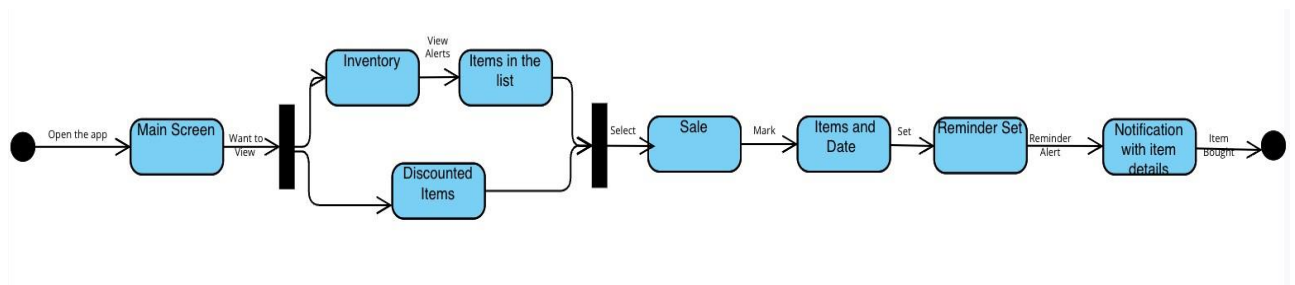 Open the app
Main Screen
Want to
View
Inventory
View
Alerts
Items in the
list
Discounted
Items
Select
Sale
Mark
Items and
Date
Set
Reminder Set
Reminder
Alert
Notification
with item
details
Item
Bought